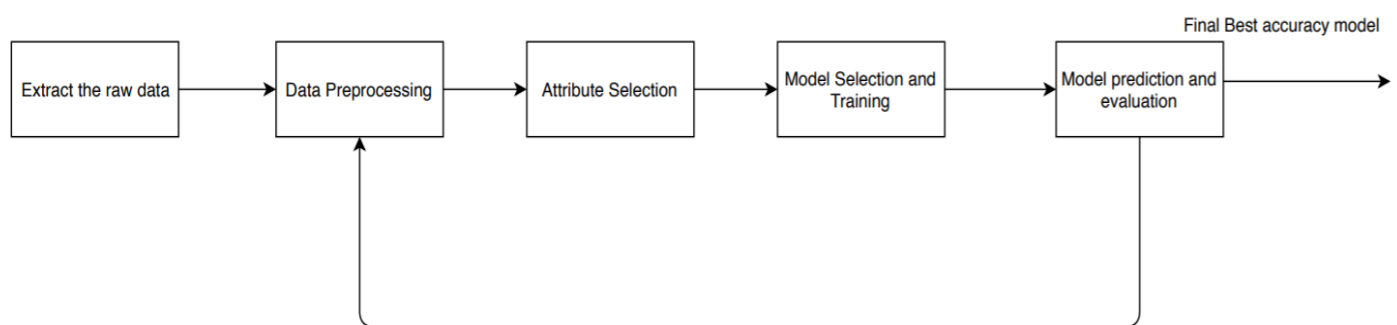 Final Best accuracy model
Extract the raw data
Data Preprocessing
Attribute Selection
Model Selection and
Training
Model prediction and
evaluation